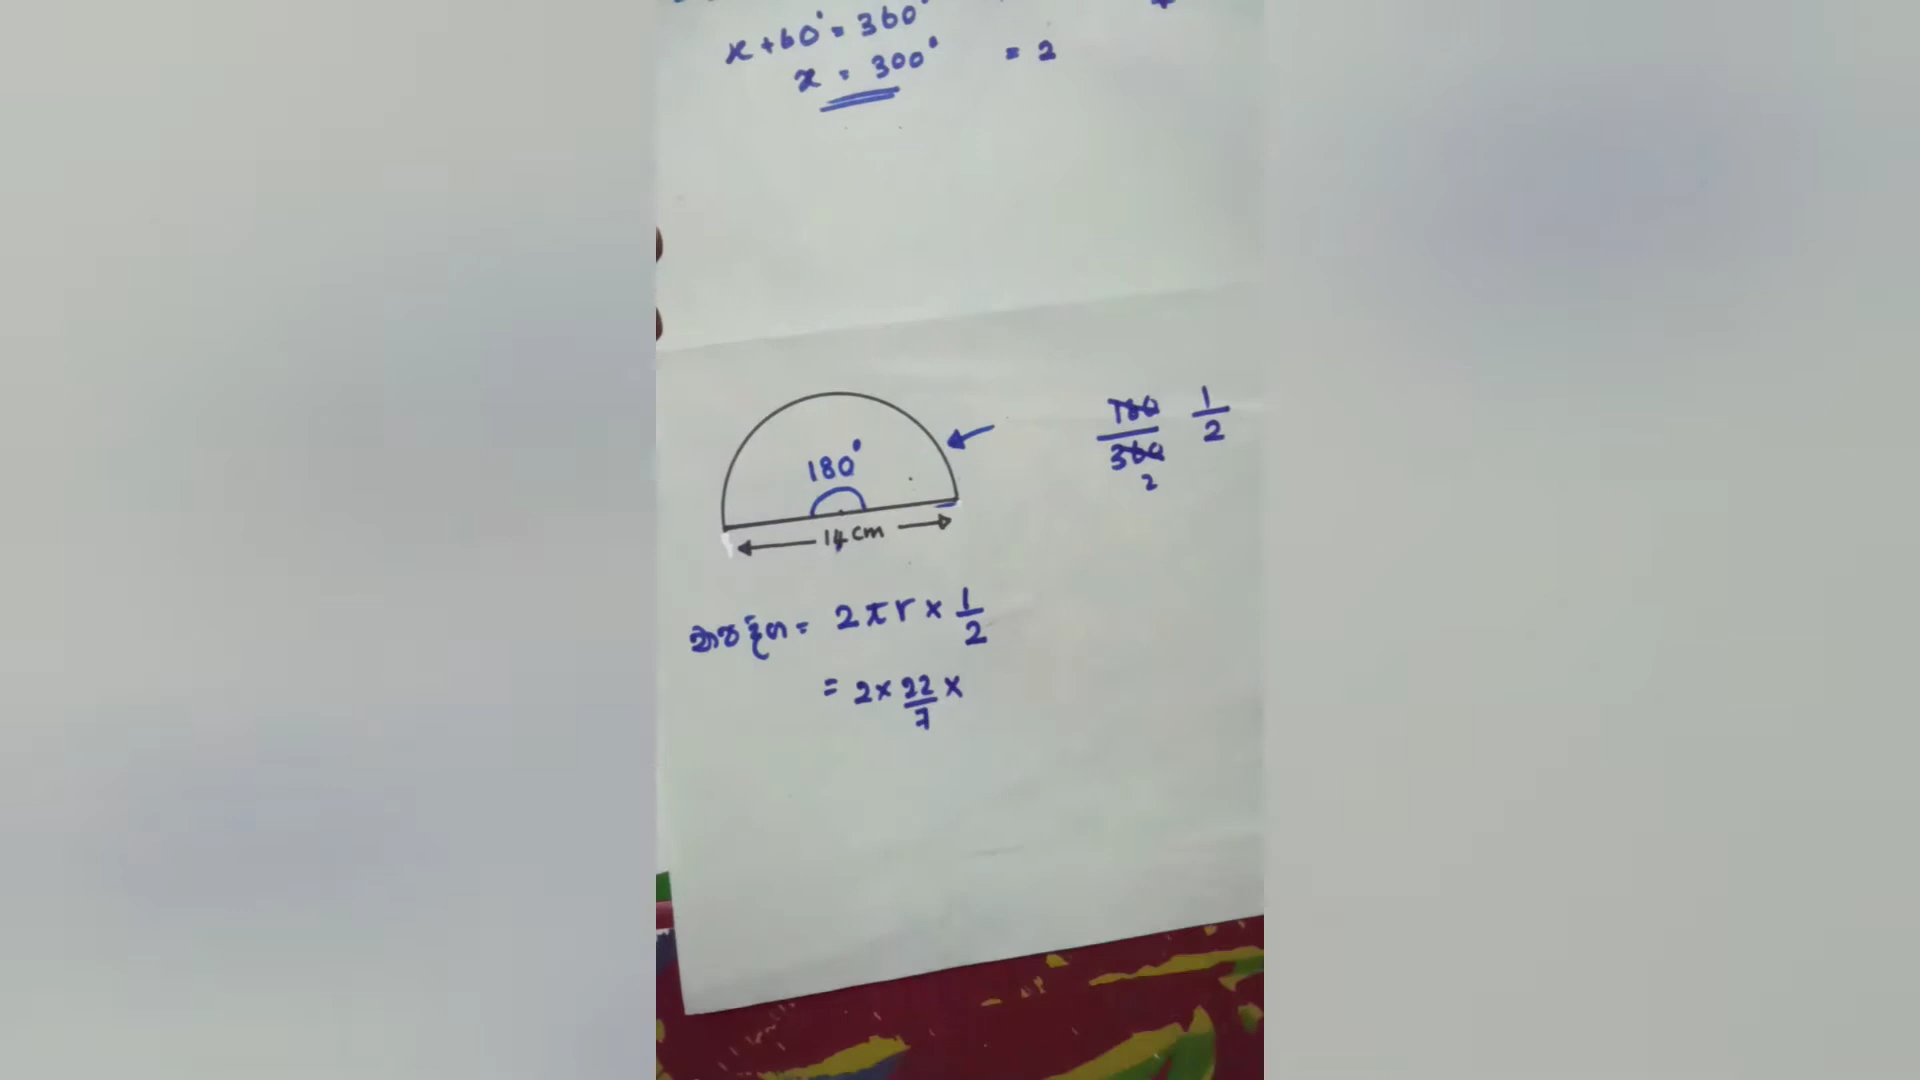 x + 60° = 360°
x = 300°
= 2
180°
14 cm
180/360 1/2
2
= 2πr × 1/2
= 2 × 22/7 ×